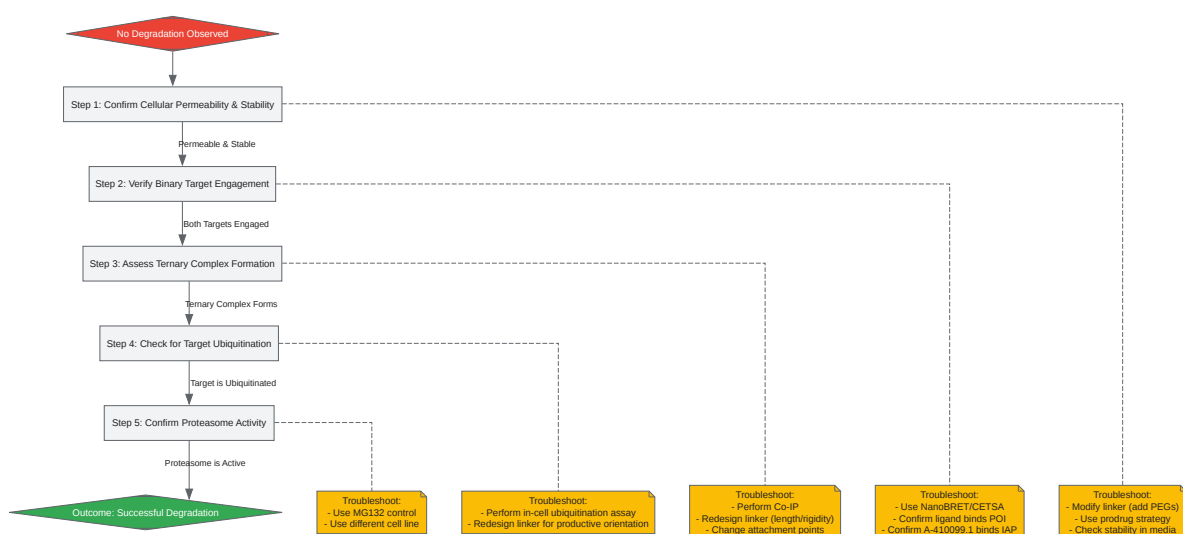 No Degradation Observed
Step 1: Confirm Cellular Permeability & Stability
Permeable & Stable
Step 2: Verify Binary Target Engagement
Both Targets Engaged
Step 3: Assess Ternary Complex Formation
Ternary Complex Forms
Step 4: Check for Target Ubiquitination
Target is Ubiquitinated
Step 5: Confirm Proteasome Activity
Proteasome is Active
Outcome: Successful Degradation
Troubleshoot:
- Use MG132 control
- Use different cell line
Troubleshoot:
- Perform in-cell ubiquitination assay
- Redesign linker for productive orientation
Troubleshoot:
- Perform Co-IP
- Redesign linker (length/rigidity)
- Change attachment points
Troubleshoot:
- Use NanoBRET/CETSA
- Confirm ligand binds POI
- Confirm A-410099.1 binds IAP
Troubleshoot:
- Modify linker (add PEGs)
- Use prodrug strategy
- Check stability in media